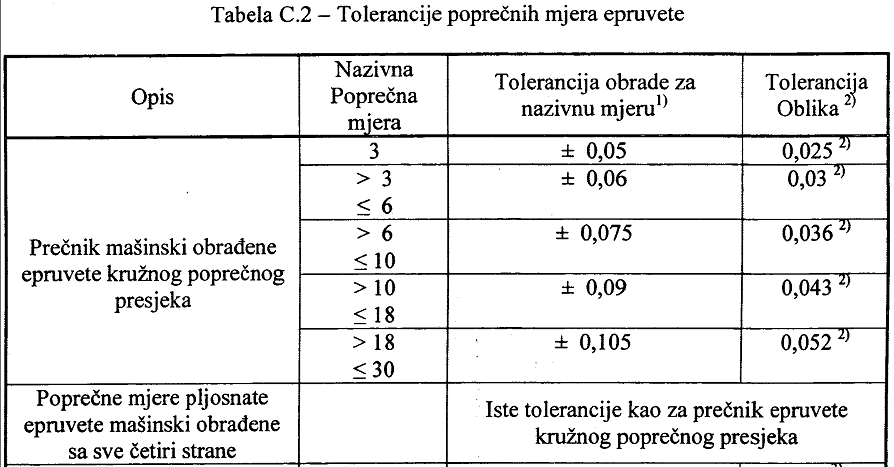 Tabela C.2 – Tolerancije poprečnih mjera epruvete
Opis
Nazivna
Poprečna
mjera
Tolerancija obrade za
nazivnu mjeru 1)
Tolerancija
Oblika 2)
Prečnik mašinski obrađene
epruvete kružnog poprečnog
presjeka
3
± 0,05
0,025 2)
> 3
≤ 6
± 0,06
0,03 2)
> 6
≤ 10
± 0,075
0,036 2)
> 10
≤ 18
± 0,09
0,043 2)
> 18
≤ 30
± 0,105
0,052 2)
Poprečne mjere pljosnate
epruvete mašinski obrađene
sa sve četiri strane
Iste tolerancije kao za prečnik epruvete
kružnog poprečnog presjeka